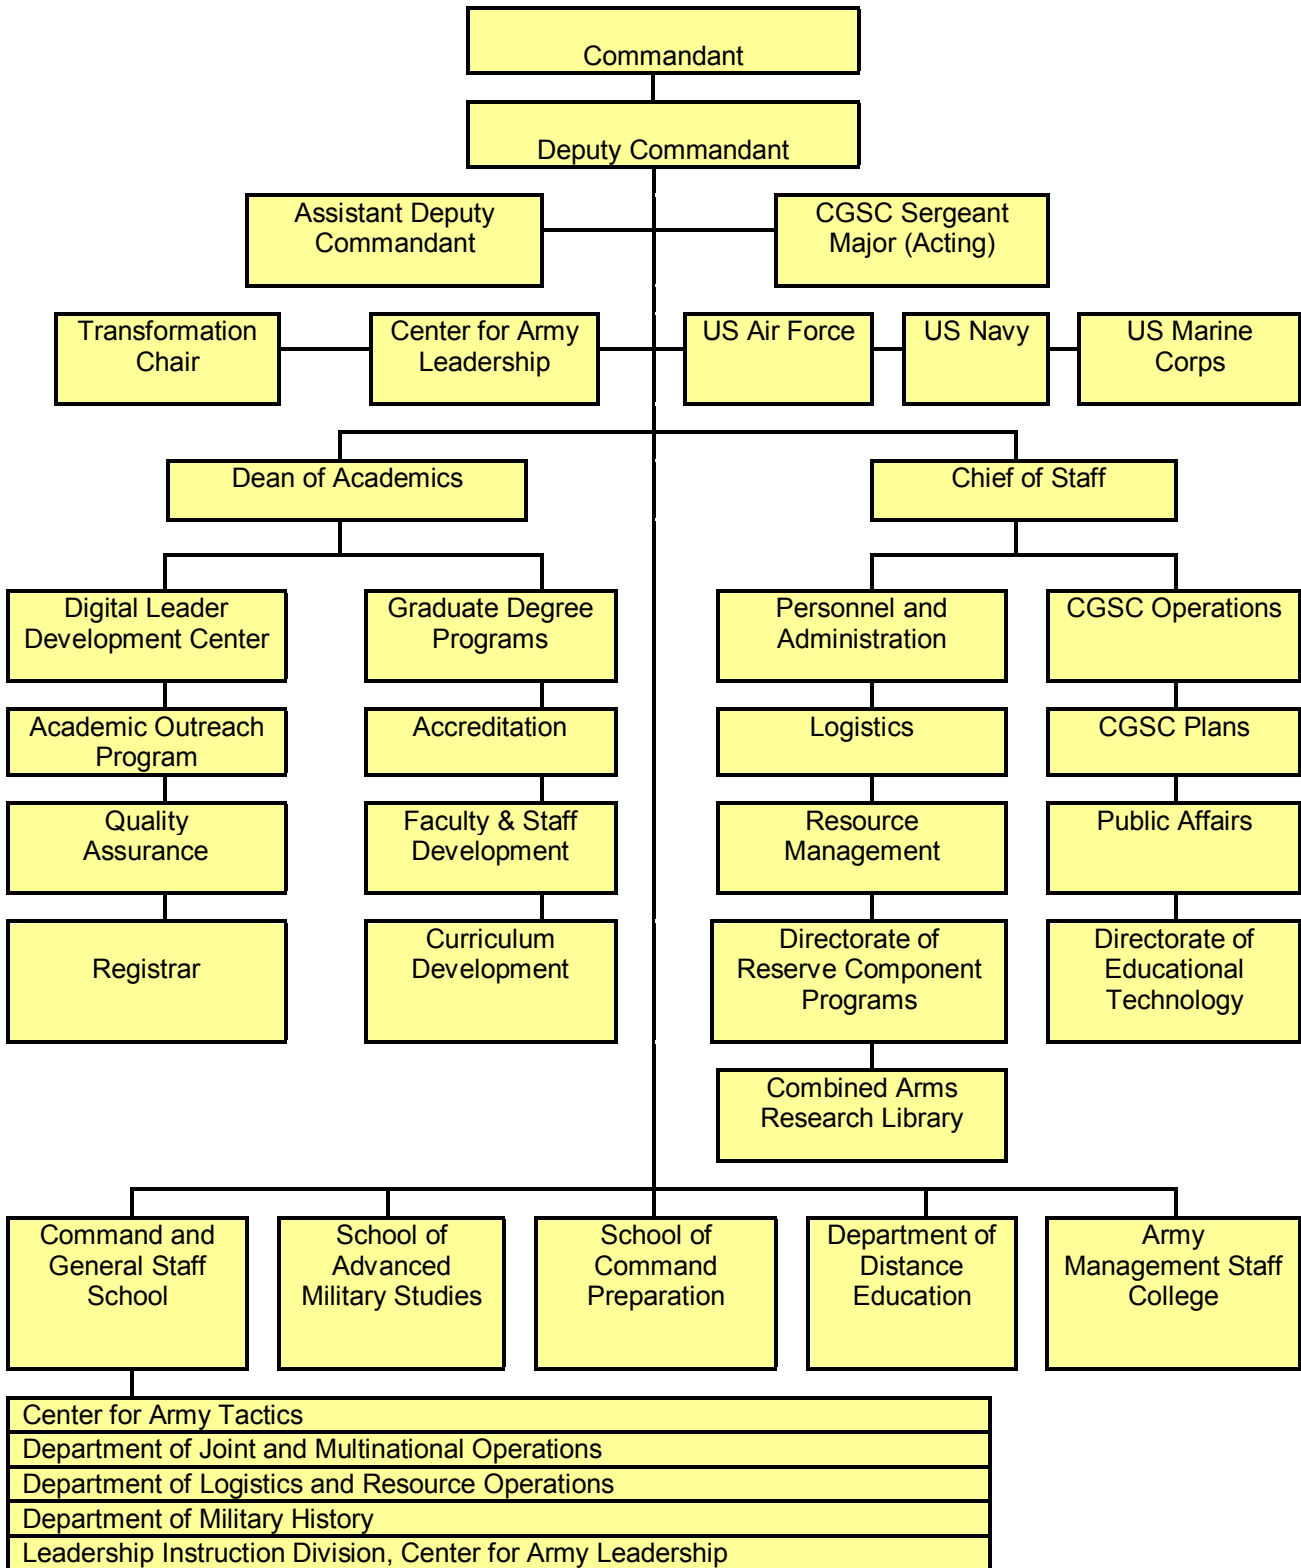 Commandant
Deputy Commandant
Assistant Deputy
Commandant
CGSC Sergeant
Major (Acting)
Transformation
Chair
Center for Army
Leadership
US Air Force
US Navy
US Marine
Corps
Dean of Academics
Chief of Staff
Digital Leader
Development Center
Graduate Degree
Programs
Personnel and
Administration
CGSC Operations
Academic Outreach
Program
Accreditation
Logistics
CGSC Plans
Quality
Assurance
Faculty & Staff
Development
Resource
Management
Public Affairs
Registrar
Curriculum
Development
Directorate of
Reserve Component
Programs
Directorate of
Educational
Technology
Combined Arms
Research Library
Command and
General Staff
School
School of
Advanced
Military Studies
School of
Command
Preparation
Department of
Distance
Education
Army
Management Staff
College
Center for Army Tactics
Department of Joint and Multinational Operations
Department of Logistics and Resource Operations
Department of Military History
Leadership Instruction Division, Center for Army Leadership